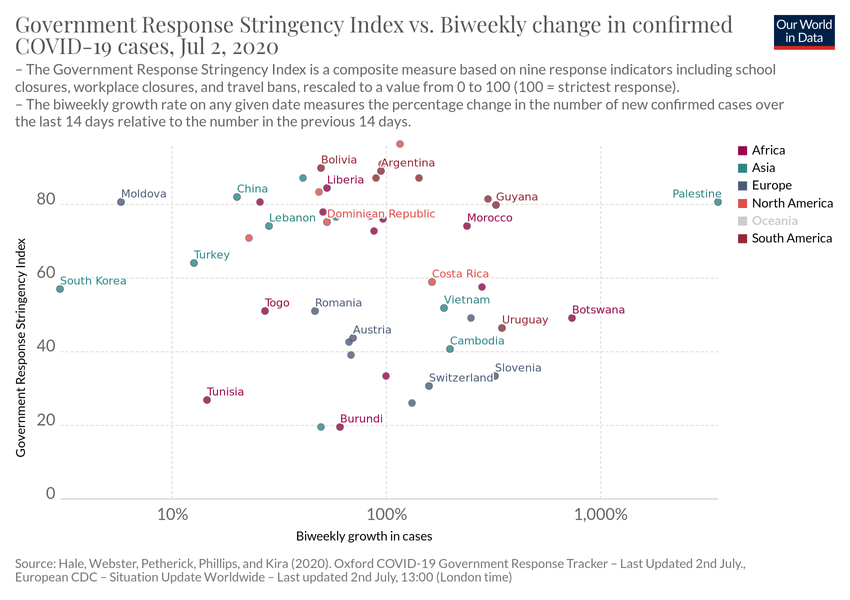 Government Response Stringency Index vs. Biweekly change in confirmed
COVID-19 cases, Jul 2, 2020
Our World
in Data
– The Government Response Stringency Index is a composite measure based on nine response indicators including school
closures, workplace closures, and travel bans, rescaled to a value from 0 to 100 (100 = strictest response).
– The biweekly growth rate on any given date measures the percentage change in the number of new confirmed cases over
the last 14 days relative to the number in the previous 14 days.
Africa
Asia
Europe
North America
Oceania
South America
Government Response Stringency Index
80
60
40
20
0
Bolivia
Argentina
Liberia
China
Moldova
Guyana
Palestine
Lebanon
Dominican Republic
Morocco
Turkey
South Korea
Costa Rica
Togo
Romania
Vietnam
Botswana
Uruguay
Austria
Cambodia
Slovenia
Switzerland
Tunisia
Burundi
10%
100%
1,000%
Biweekly growth in cases
Source: Hale, Webster, Petherick, Phillips, and Kira (2020). Oxford COVID-19 Government Response Tracker – Last Updated 2nd July.,
European CDC – Situation Update Worldwide – Last updated 2nd July, 13:00 (London time)